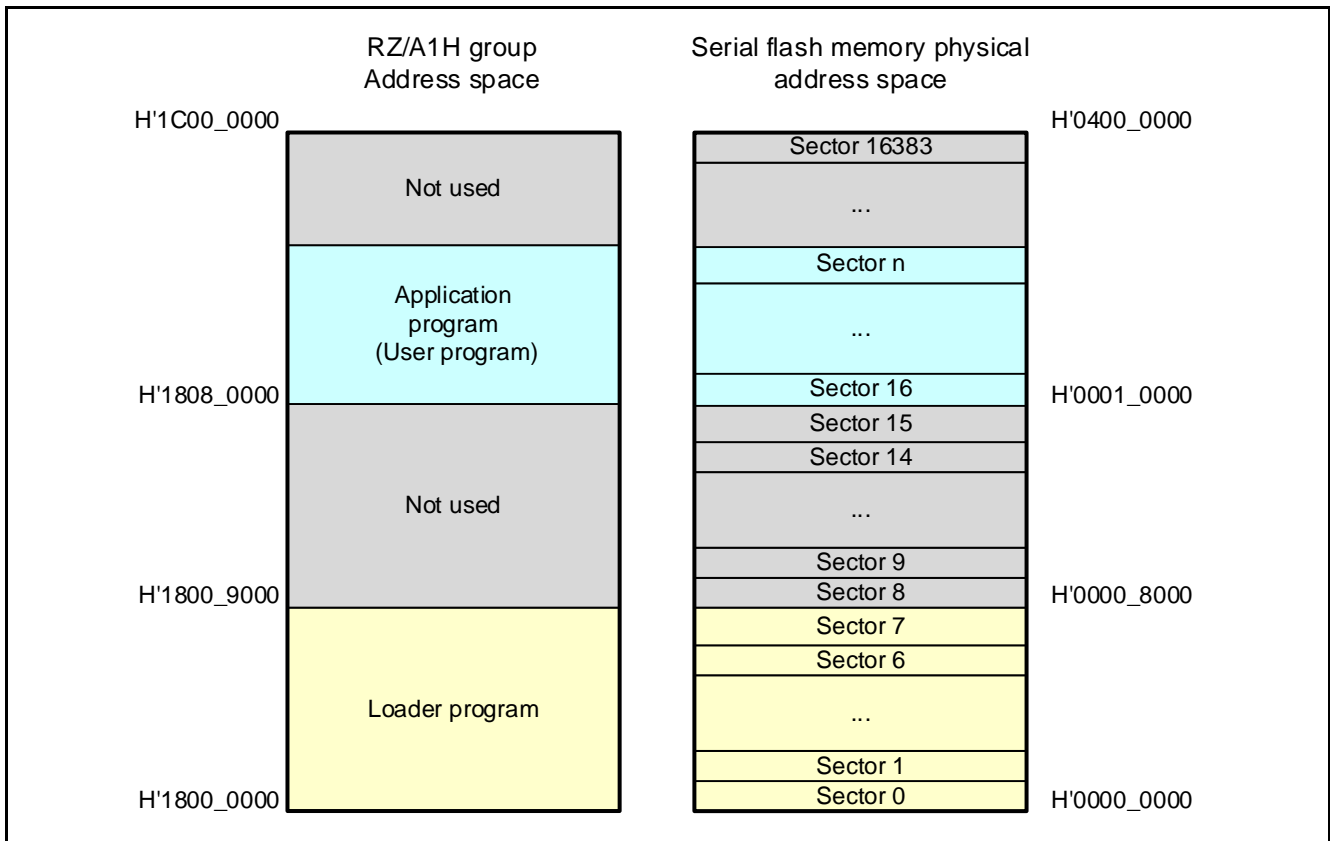 RZ/A1H group
Address space
Serial flash memory physical
address space
H'1C00_0000
H'0400_0000
Not used
Sector 16383
...
Application
program
(User program)
Sector n
...
Sector 16
H'1808_0000
H'0001_0000
Not used
Sector 15
Sector 14
...
Sector 9
Sector 8
H'1800_9000
H'0000_8000
Loader program
Sector 7
Sector 6
...
Sector 1
Sector 0
H'1800_0000
H'0000_0000